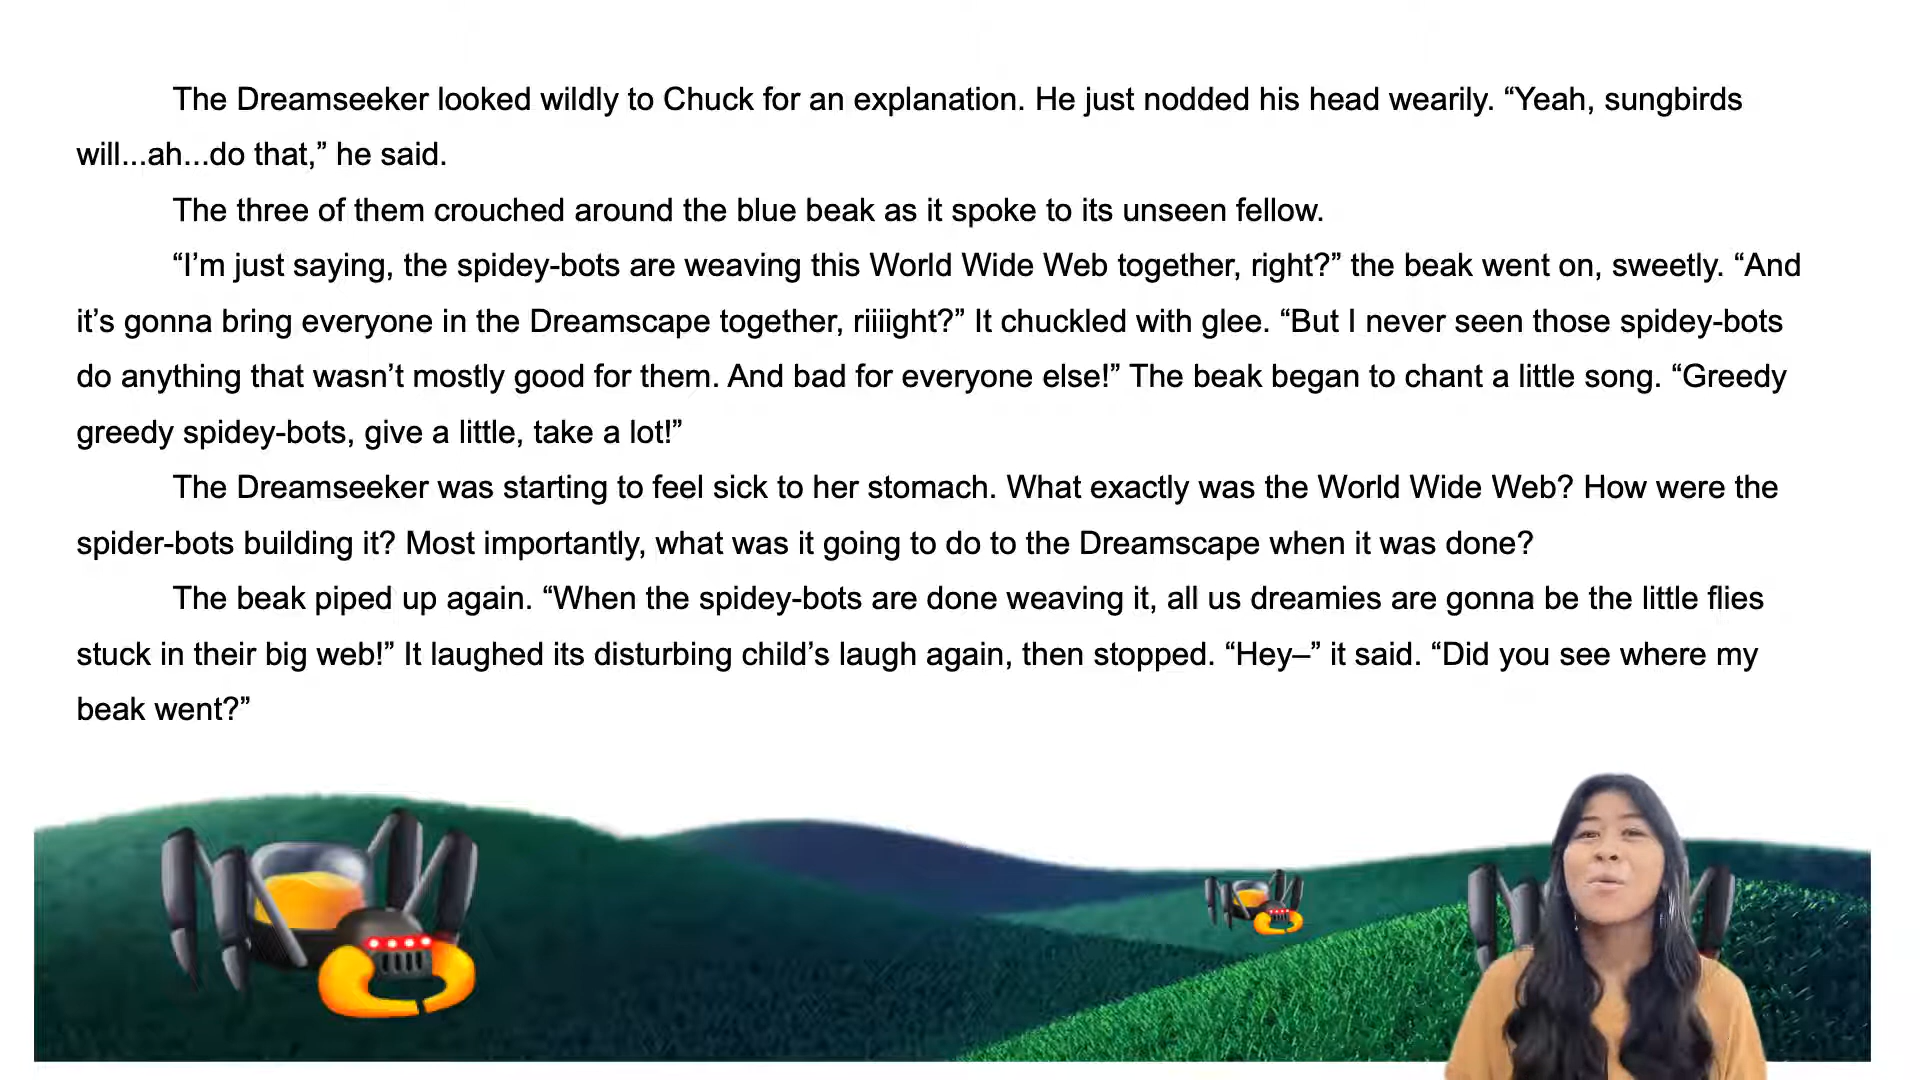 The Dreamseeker looked wildly to Chuck for an explanation. He just nodded his head wearily. “Yeah, sungbirds
will...ah...do that,” he said.
The three of them crouched around the blue beak as it spoke to its unseen fellow.
“I’m just saying, the spidey-bots are weaving this World Wide Web together, right?” the beak went on, sweetly. “And
it’s gonna bring everyone in the Dreamscape together, riiiight?” It chuckled with glee. “But I never seen those spidey-bots
do anything that wasn’t mostly good for them. And bad for everyone else!” The beak began to chant a little song. “Greedy
greedy spidey-bots, give a little, take a lot!”
The Dreamseeker was starting to feel sick to her stomach. What exactly was the World Wide Web? How were the
spider-bots building it? Most importantly, what was it going to do to the Dreamscape when it was done?
The beak piped up again. “When the spidey-bots are done weaving it, all us dreamies are gonna be the little flies
stuck in their big web!” It laughed its disturbing child’s laugh again, then stopped. “Hey–” it said. “Did you see where my
beak went?”